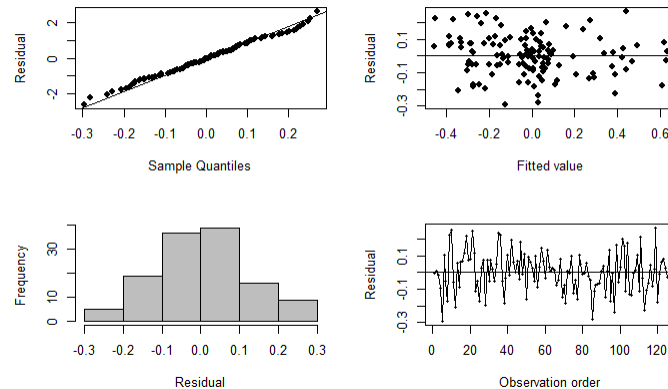 Residual
2
0
-2
-0.3 -0.2 -0.1 0.0 0.1 0.2
Sample Quantiles
Residual
0.1
-0.1
-0.3
-0.4 -0.2 0.0 0.2 0.4 0.6
Fitted value
Frequency
30
10
0
-0.3 -0.2 -0.1 0.0 0.1 0.2 0.3
Residual
Residual
0.1
-0.1
-0.3
0 20 40 60 80 100 120
Observation order